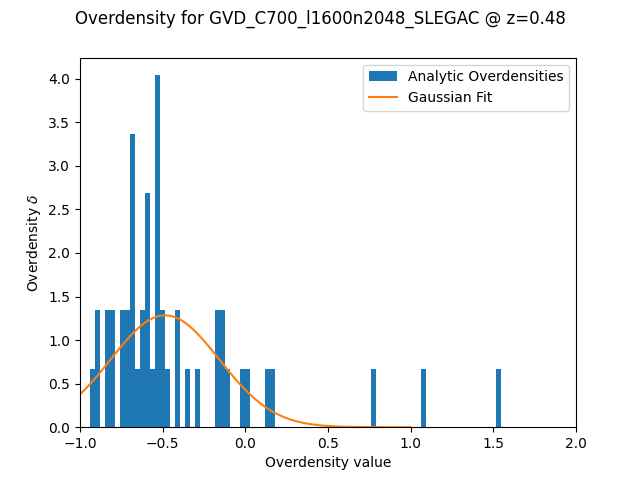 Overdensity for GVD_C700_l1600n2048_SLEGAC @ z=0.48
Analytic Overdensities
Gaussian Fit
Overdensity δ
4.0
3.5
3.0
2.5
2.0
1.5
1.0
0.5
0.0
−1.0 −0.5 0.0 0.5 1.0 1.5 2.0
Overdensity value